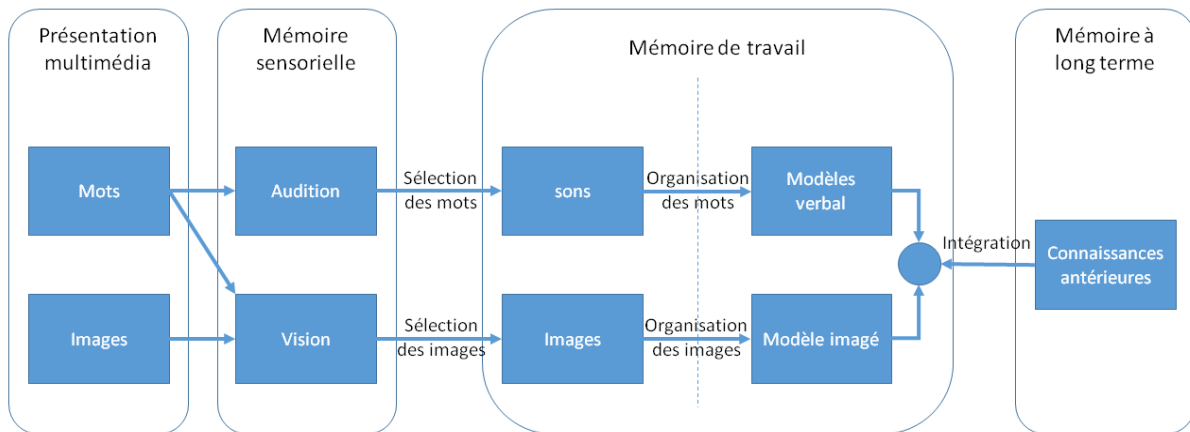 Présentation
multimédia
Mémoire
sensorielle
Mémoire de travail
Mémoire à
long terme
Mots
Audition
Sélection
des mots
sons
Organisation
des mots
Modèles
verbal
Intégration
Connaissances
antérieures
Images
Vision
Sélection
des images
Images
Organisation
des images
Modèle imagé